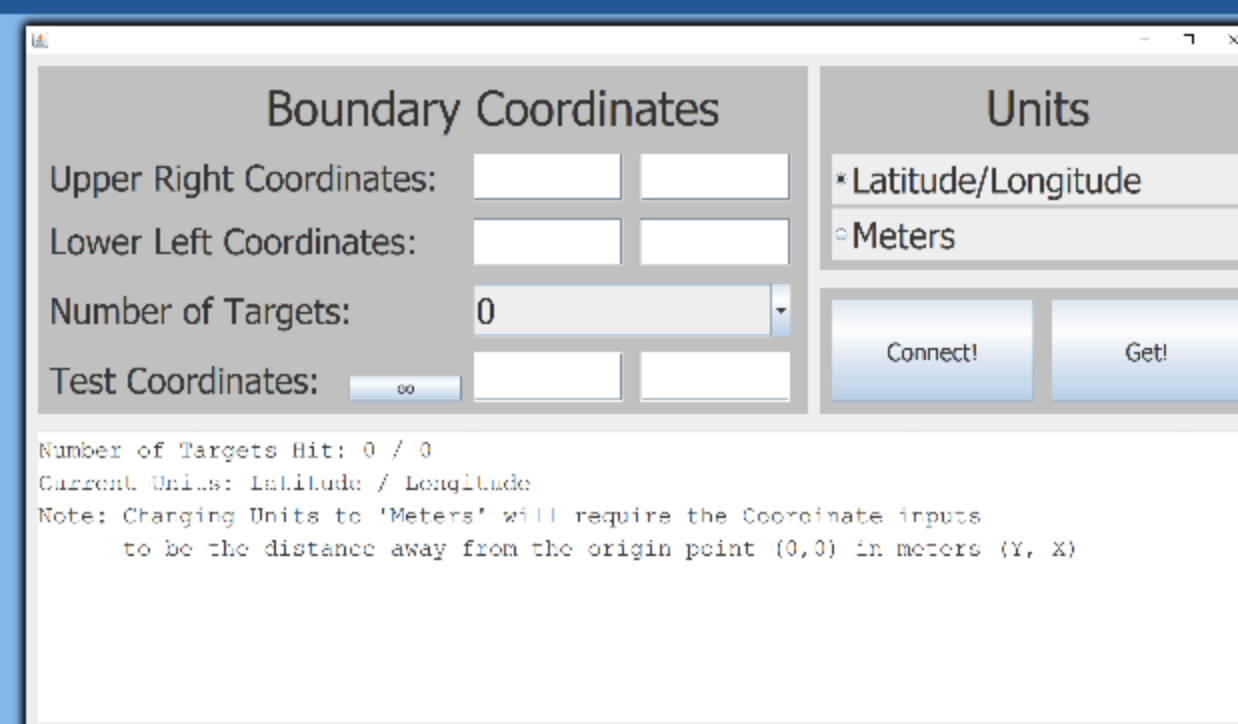 Boundary Coordinates
Units
Upper Right Coordinates:
Latitude/Longitude
Lower Left Coordinates:
Meters
Number of Targets:
0
Connect!
Get!
Test Coordinates:
GO
Number of Targets Hit: 0 / 0
Current Units: Latitude / Longitude
Note: Changing Units to 'Meters' will require the Coordinate inputs
to be the distance away from the origin point (0,0) in meters (Y, X)